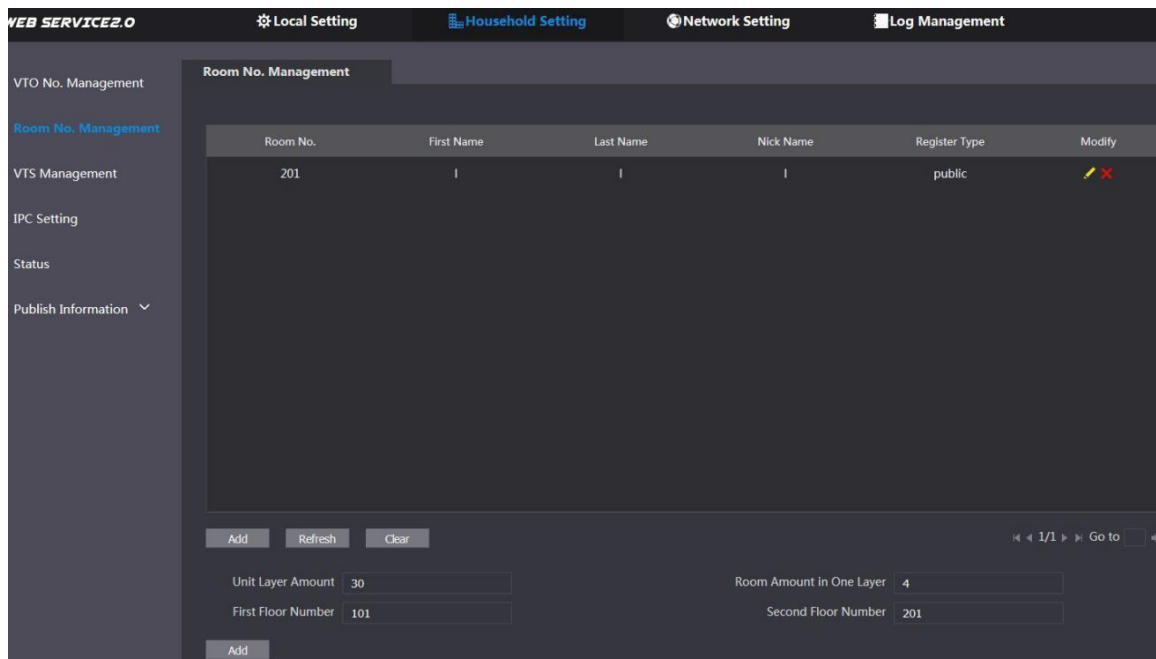 WEB SERVICE2.0 Local Setting Household Setting Network Setting Log Management
VTO No. Management
Room No. Management
VTS Management
IPC Setting
Status
Publish Information
Room No. Management
Room No. First Name Last Name Nick Name Register Type Modify
201 l l l public
Add Refresh Clear 1/1 Go to
Unit Layer Amount 30 Room Amount in One Layer 4
First Floor Number 101 Second Floor Number 201
Add